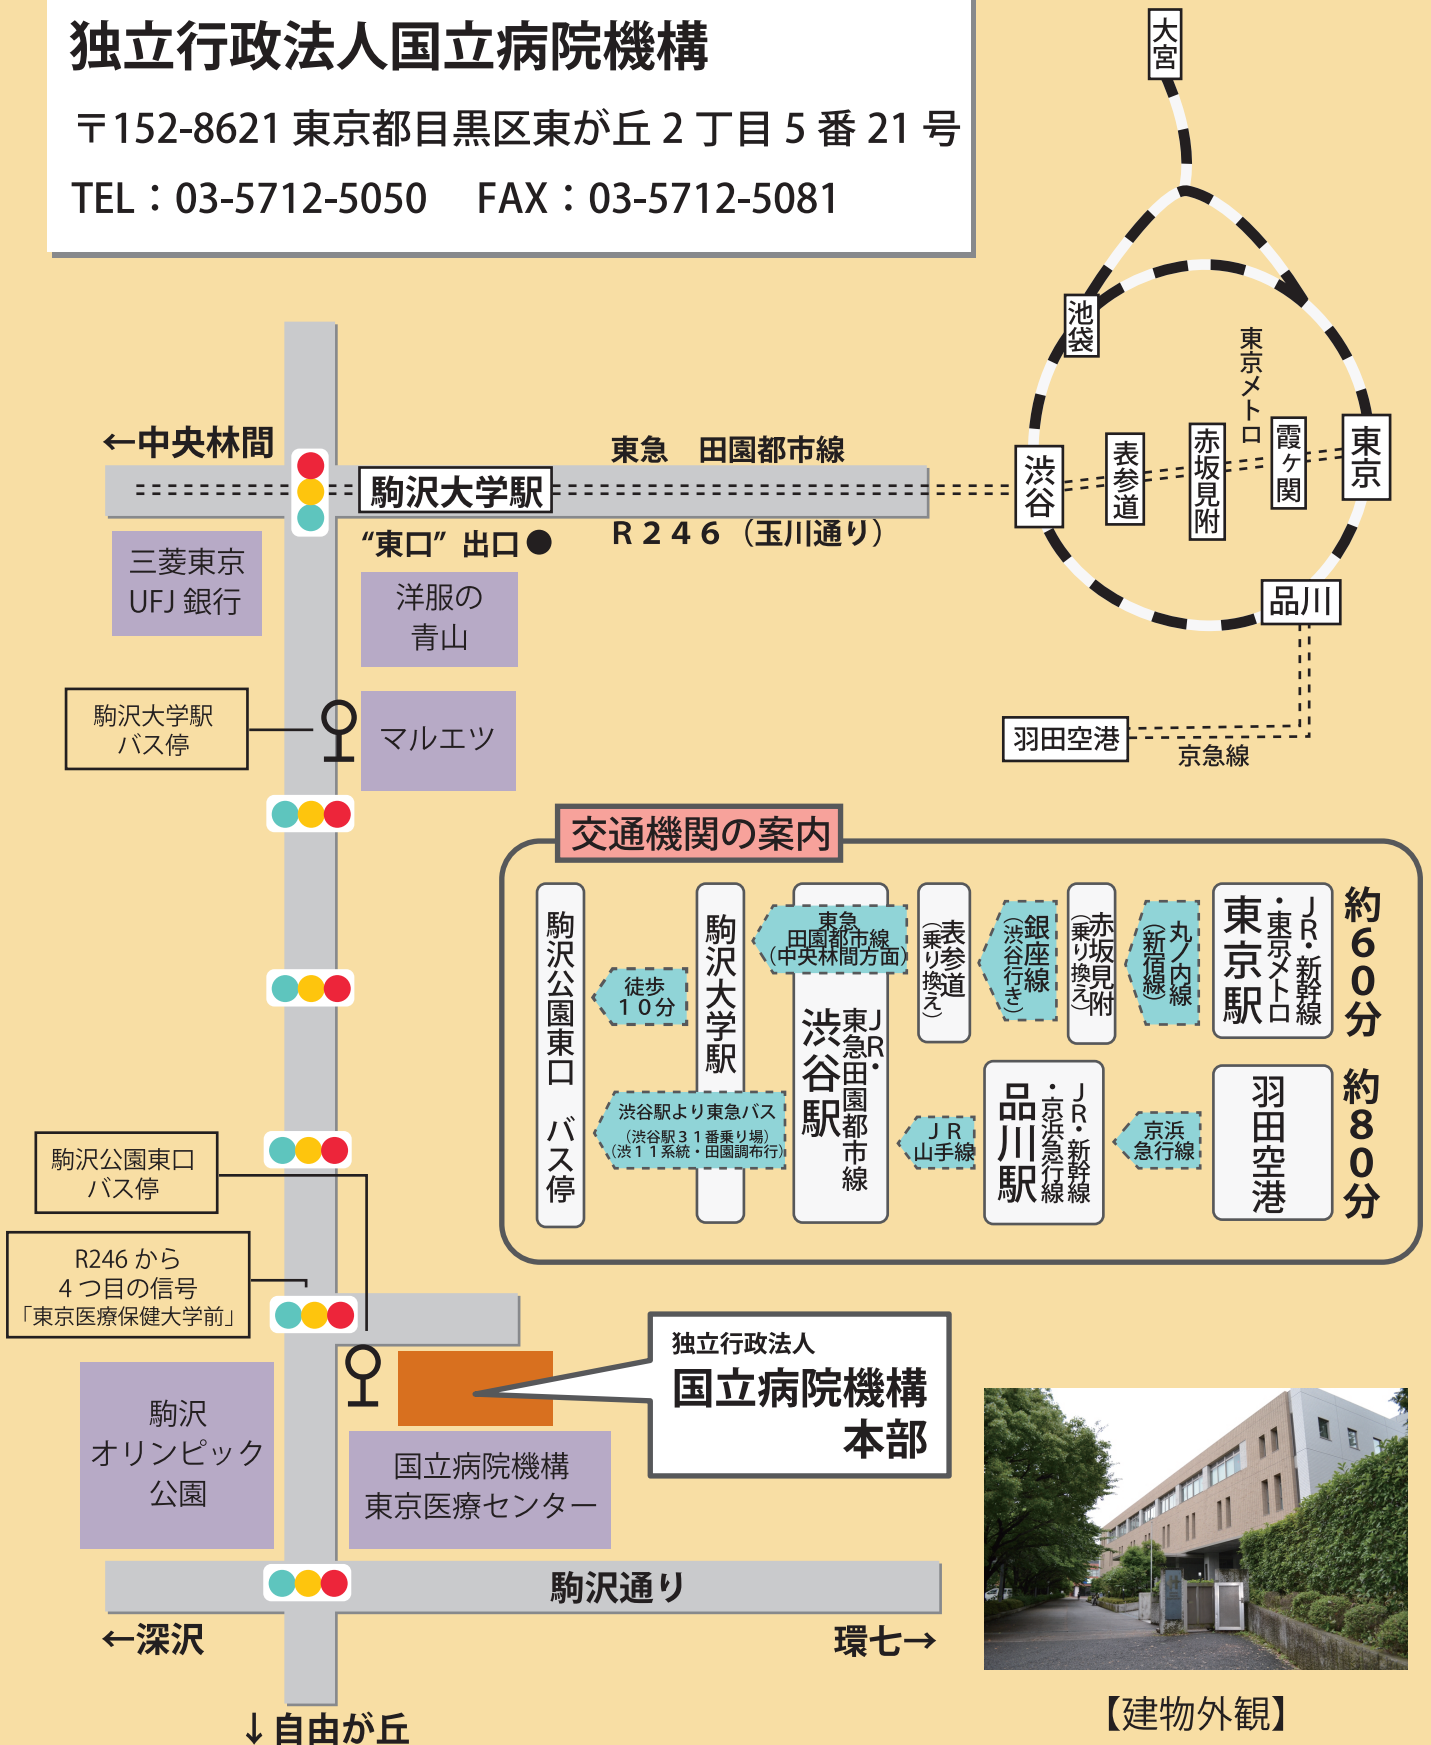 独立行政法人国立病院機構
〒152-8621 東京都目黒区東が丘 2 丁目 5 番 21 号
TEL：03-5712-5050 FAX：03-5712-5081
大宮
池袋
東京メトロ
渋谷
表参道
赤坂見附
霞ヶ関
東京
品川
羽田空港
京急線
←中央林間
東急 田園都市線
駒沢大学駅
“東口” 出口●
R２４６（玉川通り）
三菱東京
UFJ 銀行
洋服の
青山
駒沢大学駅
バス停
マルエツ
交通機関の案内
約６０分
ＪＲ・新幹線
・東京メトロ
東京駅
丸ノ内線
（新宿線）
赤坂見附
（乗り換え）
銀座線
（渋谷行き）
表参道
（乗り換え）
東急
田園都市線
（中央林間方面）
ＪＲ・
東急田園都市線
渋谷駅
駒沢大学駅
徒歩
１０分
駒沢公園東口 バス停
約８０分
羽田空港
京浜
急行線
ＪＲ・新幹線
・京浜急行線
品川駅
ＪＲ
山手線
渋谷駅より東急バス
（渋谷駅３１番乗り場）
（渋１１系統・田園調布行）
駒沢公園東口
バス停
R246 から
4 つ目の信号
「東京医療保健大学前」
独立行政法人
国立病院機構
本部
駒沢
オリンピック
公園
国立病院機構
東京医療センター
駒沢通り
←深沢
環七→
↓自由が丘
【建物外観】